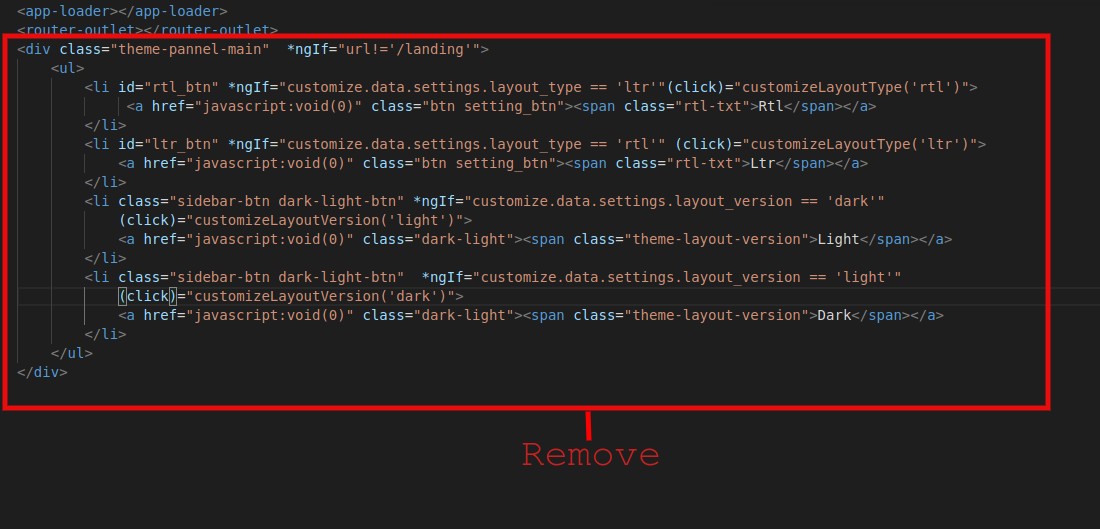 <app-loader></app-loader>
<router-outlet></router-outlet>
<div class="theme-pannel-main"  *ngIf="url!='/landing'">
<ul>
<li id="rtl_btn" *ngIf="customize.data.settings.layout_type == 'ltr'"(click)="customizeLayoutType('rtl')">
<a href="javascript:void(0)" class="btn setting_btn"><span class="rtl-txt">Rtl</span></a>
</li>
<li id="ltr_btn" *ngIf="customize.data.settings.layout_type == 'rtl'" (click)="customizeLayoutType('ltr')">
<a href="javascript:void(0)" class="btn setting_btn"><span class="rtl-txt">Ltr</span></a>
</li>
<li class="sidebar-btn dark-light-btn" *ngIf="customize.data.settings.layout_version == 'dark'"
(click)="customizeLayoutVersion('light')">
<a href="javascript:void(0)" class="dark-light"><span class="theme-layout-version">Light</span></a>
</li>
<li class="sidebar-btn dark-light-btn"  *ngIf="customize.data.settings.layout_version == 'light'"
(click)="customizeLayoutVersion('dark')">
<a href="javascript:void(0)" class="dark-light"><span class="theme-layout-version">Dark</span></a>
</li>
</ul>
</div>
Remove